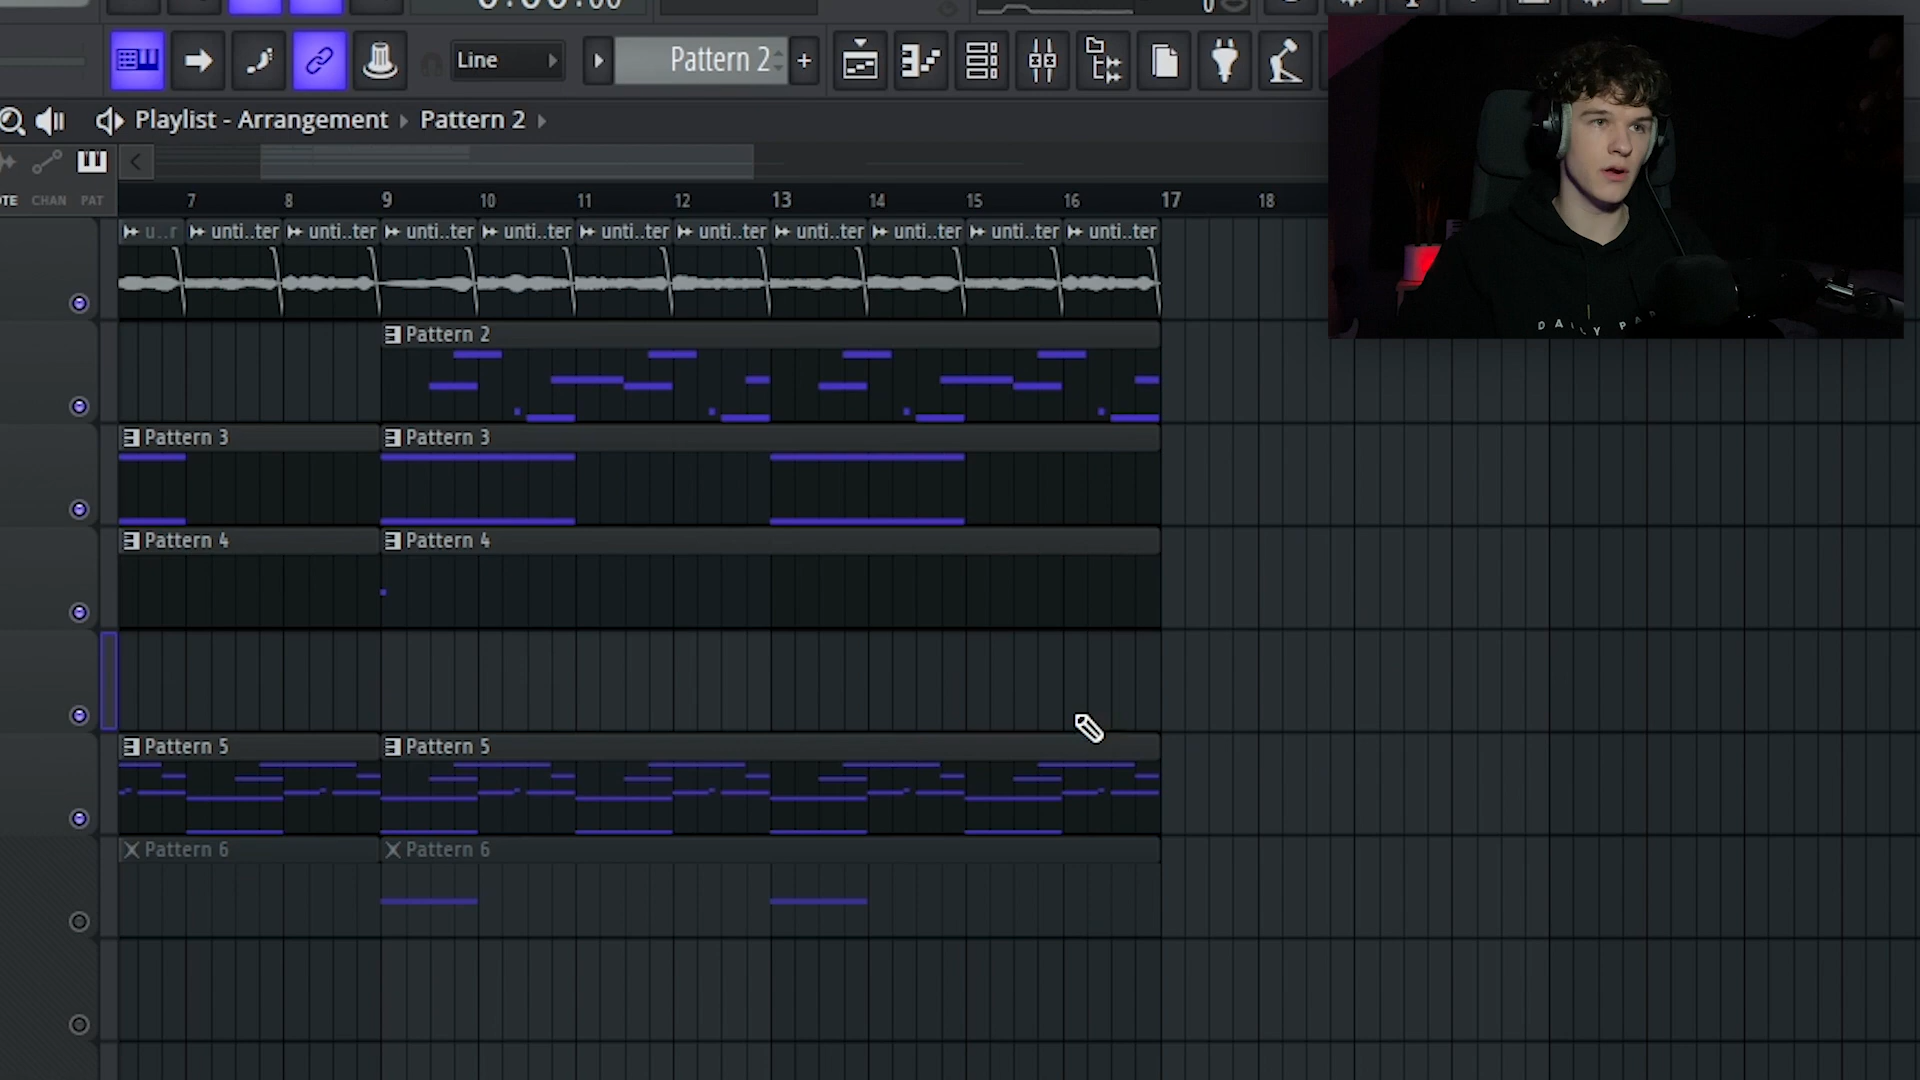 Line
Pattern 2
+
Playlist - Arrangement
Pattern 2
TE CHAN PAT
7 8 9 10 11 12 13 14 15 16 17 18
u..r unti..ter unti..ter unti..ter unti..ter unti..ter unti..ter unti..ter unti..ter unti..ter unti..ter
Pattern 2
Pattern 3 Pattern 3
Pattern 4 Pattern 4
Pattern 5 Pattern 5
Pattern 6 Pattern 6